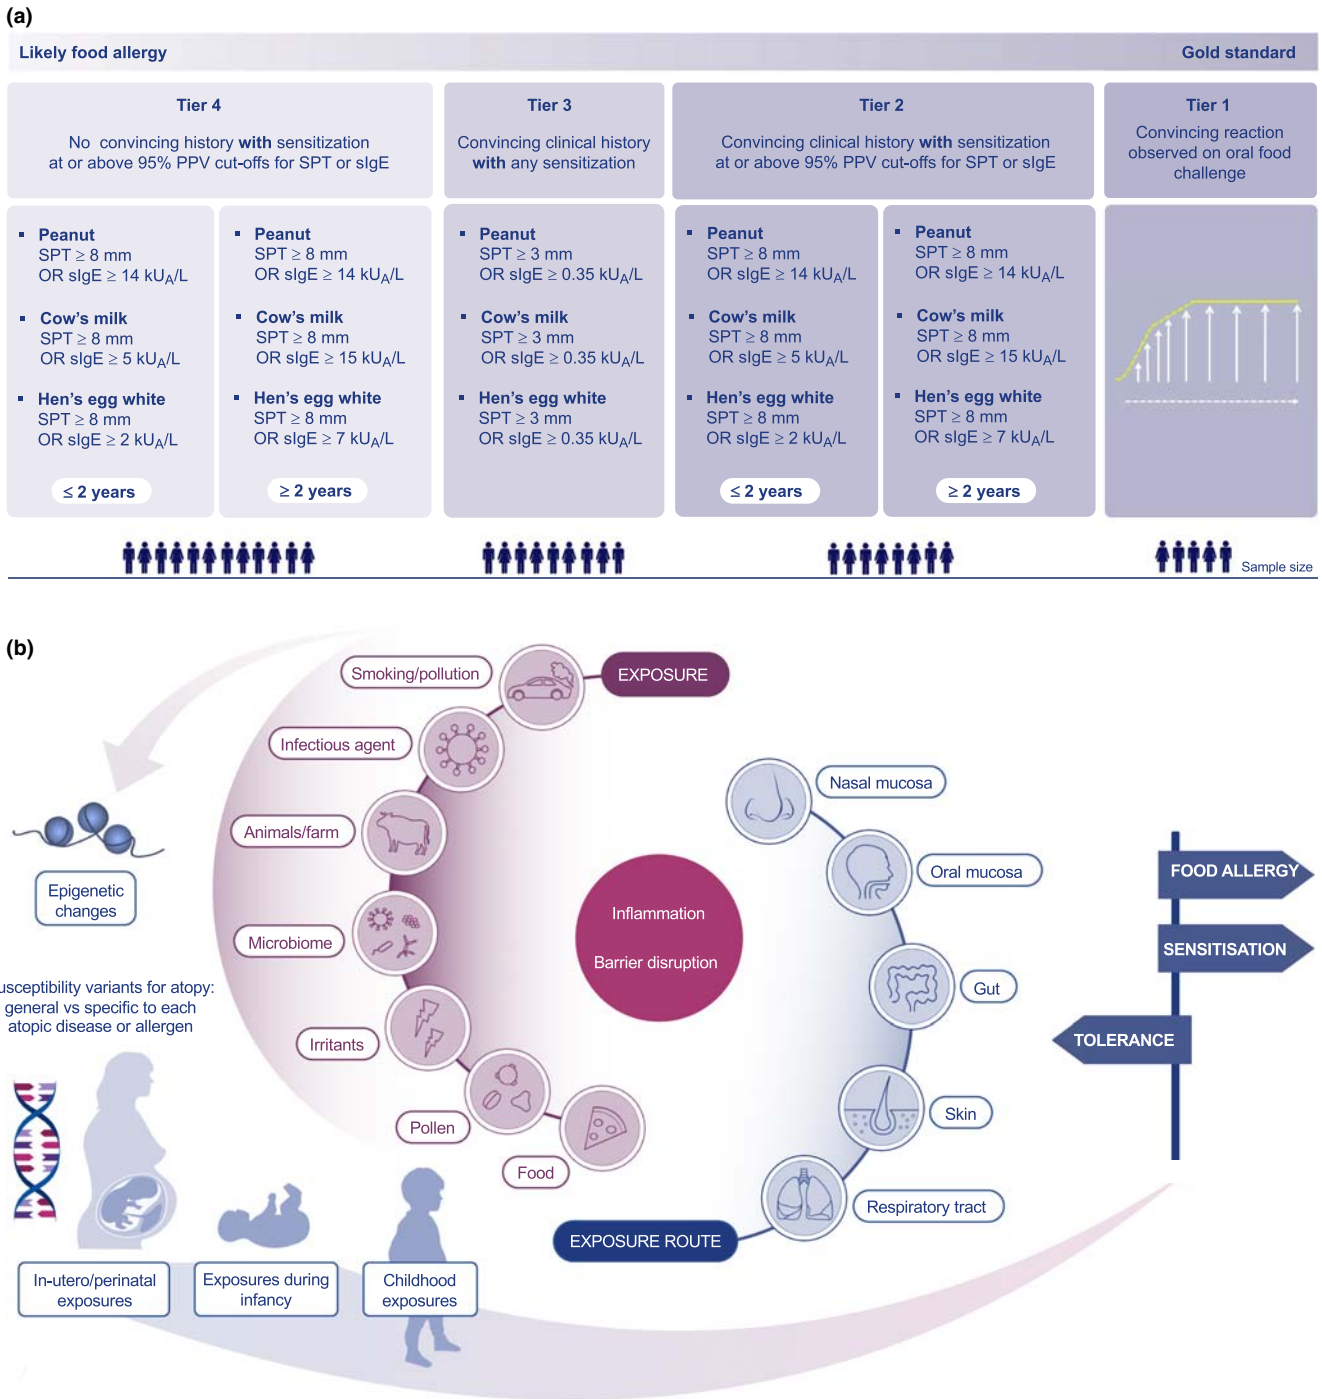 (a)
Likely food allergy
Gold standard
Tier 4
No convincing history with sensitization
at or above 95% PPV cut-offs for SPT or sIgE
Tier 3
Convincing clinical history
with any sensitization
Tier 2
Convincing clinical history with sensitization
at or above 95% PPV cut-offs for SPT or sIgE
Tier 1
Convincing reaction
observed on oral food
challenge
▪ Peanut
SPT ≥ 8 mm
OR sIgE ≥ 14 kUA/L
▪ Cow's milk
SPT ≥ 8 mm
OR sIgE ≥ 5 kUA/L
▪ Hen's egg white
SPT ≥ 8 mm
OR sIgE ≥ 2 kUA/L
≤ 2 years
▪ Peanut
SPT ≥ 8 mm
OR sIgE ≥ 14 kUA/L
▪ Cow's milk
SPT ≥ 8 mm
OR sIgE ≥ 15 kUA/L
▪ Hen's egg white
SPT ≥ 8 mm
OR sIgE ≥ 7 kUA/L
≥ 2 years
▪ Peanut
SPT ≥ 3 mm
OR sIgE ≥ 0.35 kUA/L
▪ Cow's milk
SPT ≥ 3 mm
OR sIgE ≥ 0.35 kUA/L
▪ Hen's egg white
SPT ≥ 3 mm
OR sIgE ≥ 0.35 kUA/L
▪ Peanut
SPT ≥ 8 mm
OR sIgE ≥ 14 kUA/L
▪ Cow's milk
SPT ≥ 8 mm
OR sIgE ≥ 5 kUA/L
▪ Hen's egg white
SPT ≥ 8 mm
OR sIgE ≥ 2 kUA/L
≤ 2 years
▪ Peanut
SPT ≥ 8 mm
OR sIgE ≥ 14 kUA/L
▪ Cow's milk
SPT ≥ 8 mm
OR sIgE ≥ 15 kUA/L
▪ Hen's egg white
SPT ≥ 8 mm
OR sIgE ≥ 7 kUA/L
≥ 2 years
Sample size
(b)
Smoking/pollution
EXPOSURE
Infectious agent
Animals/farm
Microbiome
Irritants
Pollen
Food
Inflammation
Barrier disruption
Nasal mucosa
Oral mucosa
Gut
Skin
Respiratory tract
EXPOSURE ROUTE
FOOD ALLERGY
SENSITISATION
TOLERANCE
Epigenetic
changes
usceptibility variants for atopy:
general vs specific to each
atopic disease or allergen
In-utero/perinatal
exposures
Exposures during
infancy
Childhood
exposures